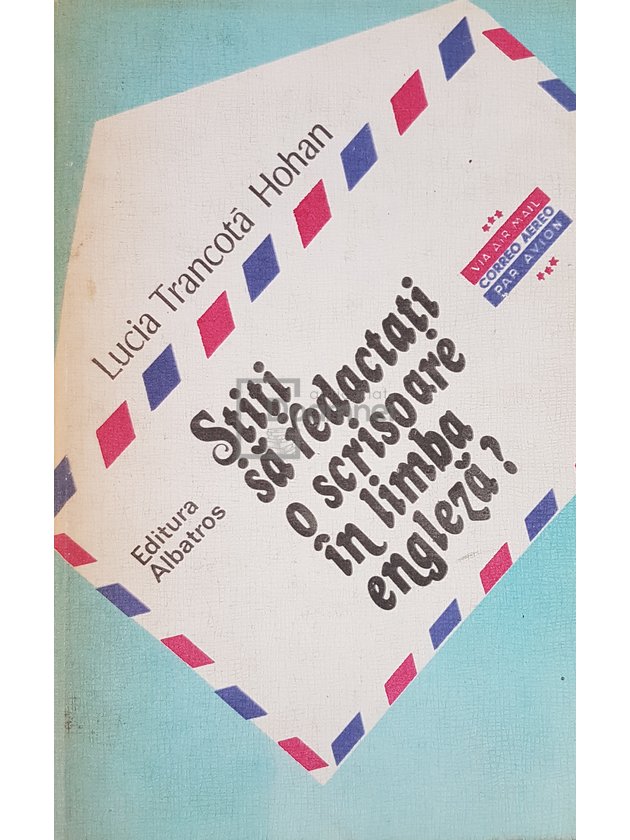 Lucia Trancotă Hohan
VIA AIR MAIL
CORREO AEREO
PAR AVION
Știți
să redactați
o scrisoare
în limba
engleză?
Editura
Albatros